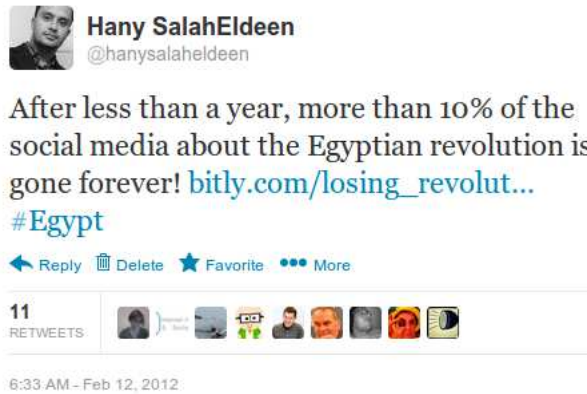 Hany SalahEldeen
@hanysalaheldeen
After less than a year, more than 10% of the
social media about the Egyptian revolution is
gone forever! bitly.com/losing_revolut...
#Egypt
Reply Delete Favorite More
11
RETWEETS
6:33 AM - Feb 12, 2012